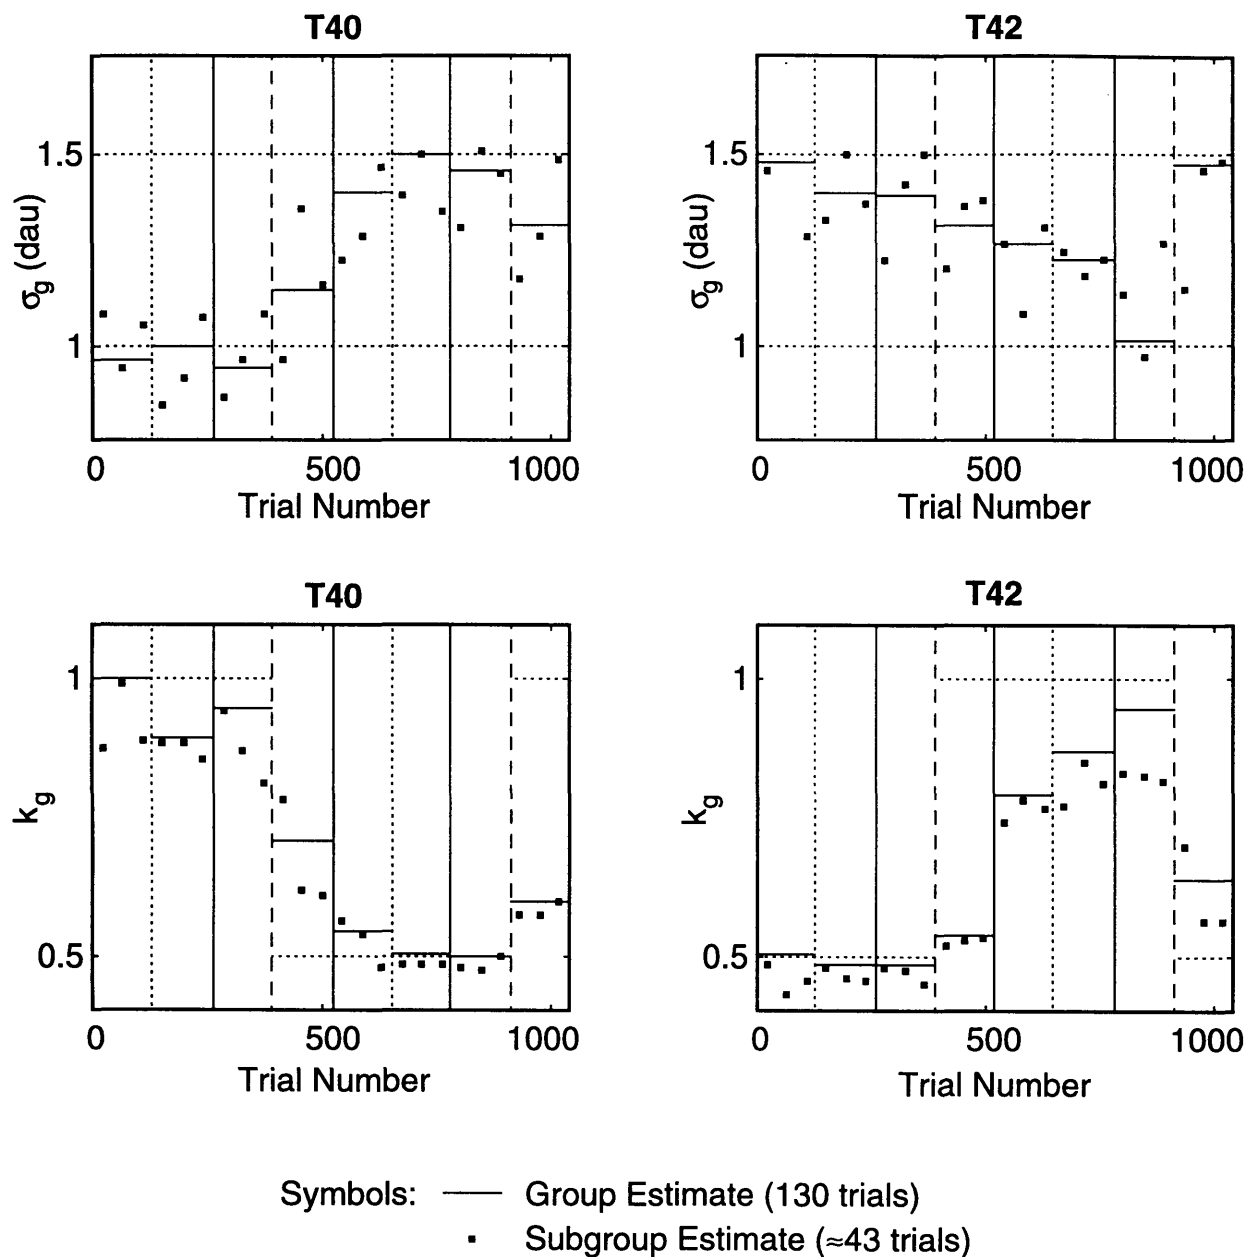 T40
T42
1.5
1
σg (dau)
0
500
1000
Trial Number
1.5
1
σg (dau)
0
500
1000
Trial Number
T40
T42
1
0.5
kg
0
500
1000
Trial Number
1
0.5
kg
0
500
1000
Trial Number
Symbols: — Group Estimate (130 trials)
▪ Subgroup Estimate (≈43 trials)